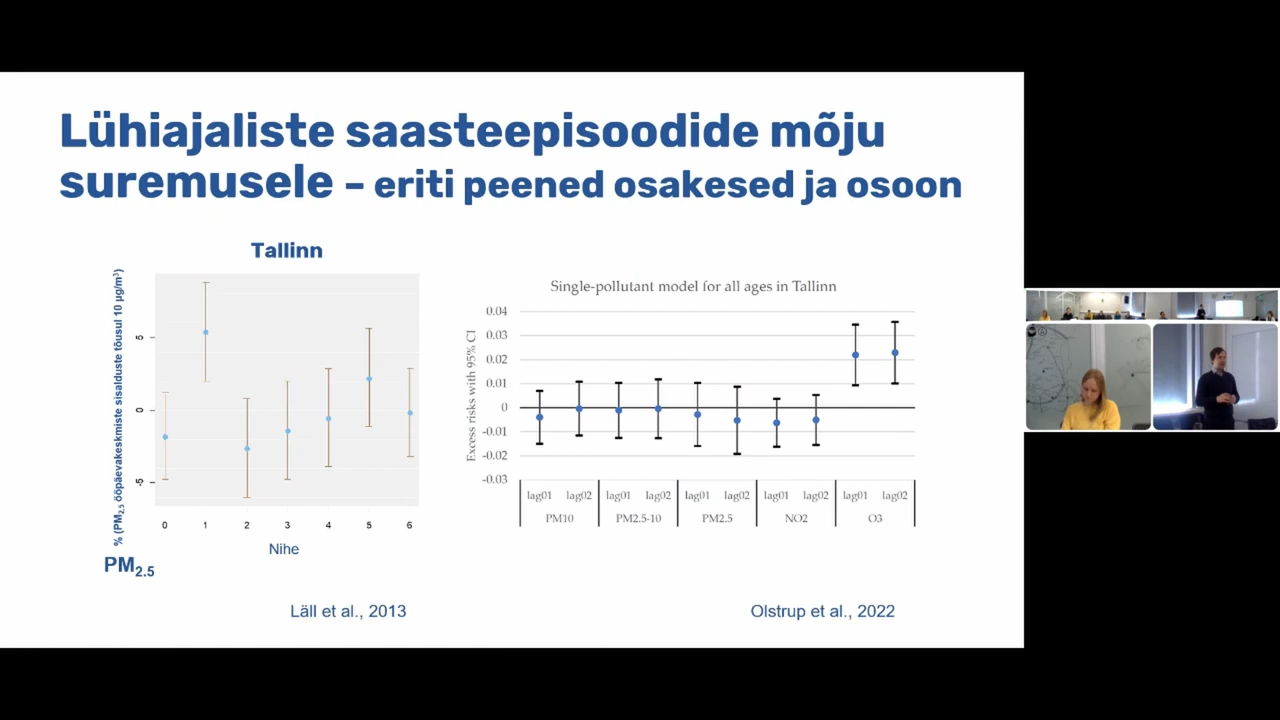 Lühiajaliste saasteepisoodide mõju
suremusele – eriti peened osakesed ja osoon
Tallinn
% (PM2.5 ööpäevakeskmiste sisalduste tõusul 10 µg/m³)
5
0
-5
0 1 2 3 4 5 6
Nihe
PM2.5
Läll et al., 2013
Single-pollutant model for all ages in Tallinn
Excess risks with 95% CI
0.04
0.03
0.02
0.01
0
-0.01
-0.02
-0.03
lag01 lag02 lag01 lag02 lag01 lag02 lag01 lag02 lag01 lag02
PM10 PM2.5-10 PM2.5 NO2 O3
Olstrup et al., 2022